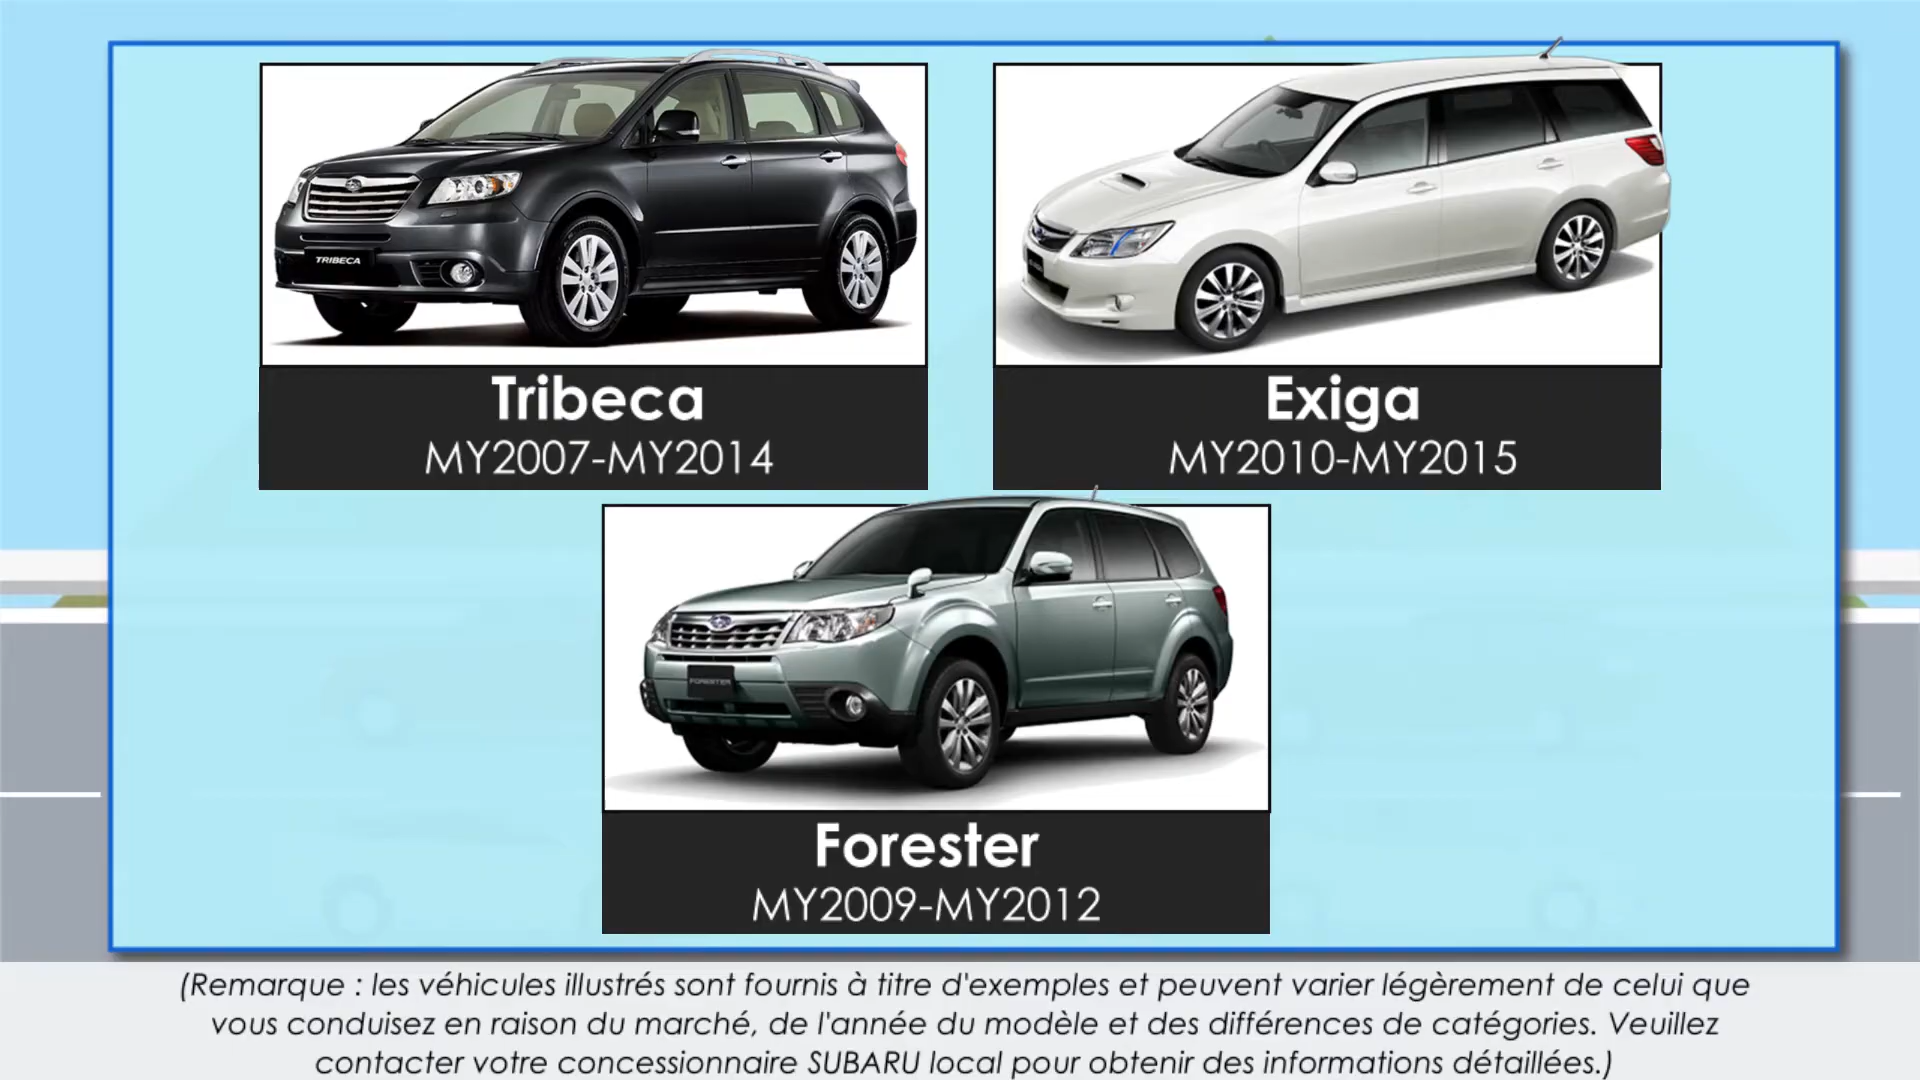 TRIBECA
Tribeca
MY2007-MY2014
Exiga
MY2010-MY2015
FORESTER
Forester
MY2009-MY2012
(Remarque : les véhicules illustrés sont fournis à titre d'exemples et peuvent varier légèrement de celui que
vous conduisez en raison du marché, de l'année du modèle et des différences de catégories. Veuillez
contacter votre concessionnaire SUBARU local pour obtenir des informations détaillées.)